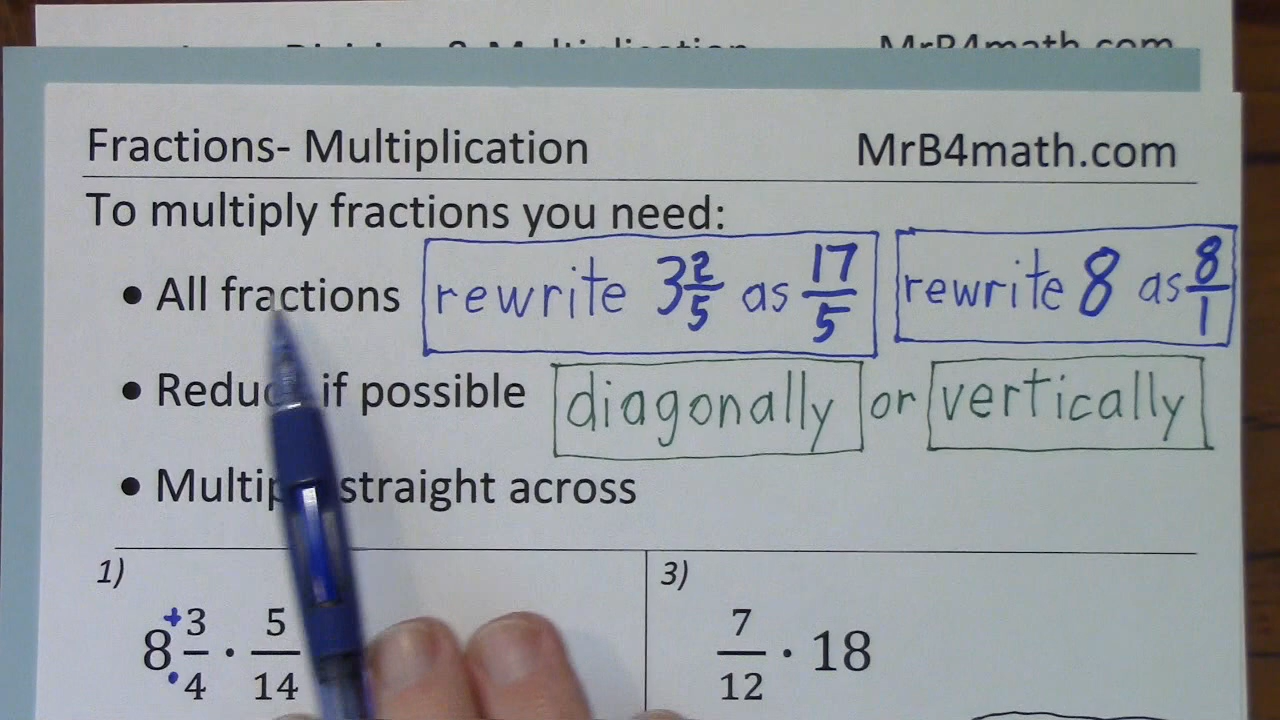 MrB4math.com
Fractions- Multiplication MrB4math.com
To multiply fractions you need:
• All fractions rewrite 3 2/5 as 17/5 rewrite 8 as 8/1
• if possible diagonally or vertically
• straight across
1) 8 + 3/4 · 5/14
3) 7/12 · 18